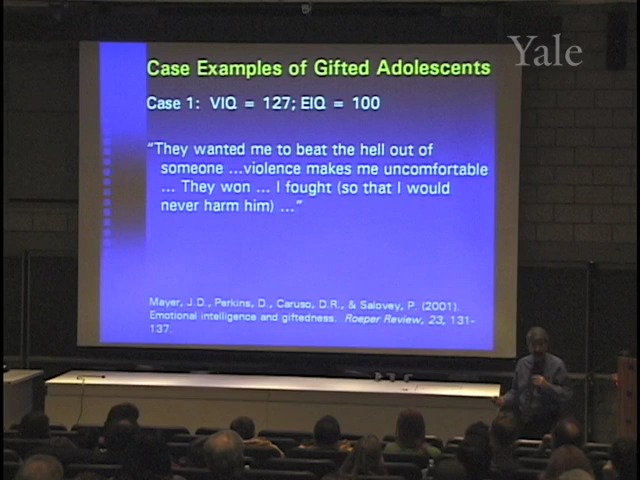 Yale
Case Examples of Gifted Adolescents
Case 1: VIQ = 127; EIQ = 100
"They wanted me to beat the hell out of
someone ...violence makes me uncomfortable
... They won ... I fought (so that I would
never harm him) ..."
Mayer, J.D., Perkins, D., Caruso, D.R., & Salovey, P. (2001).
Emotional intelligence and giftedness. Roeper Review, 23, 131-
137.